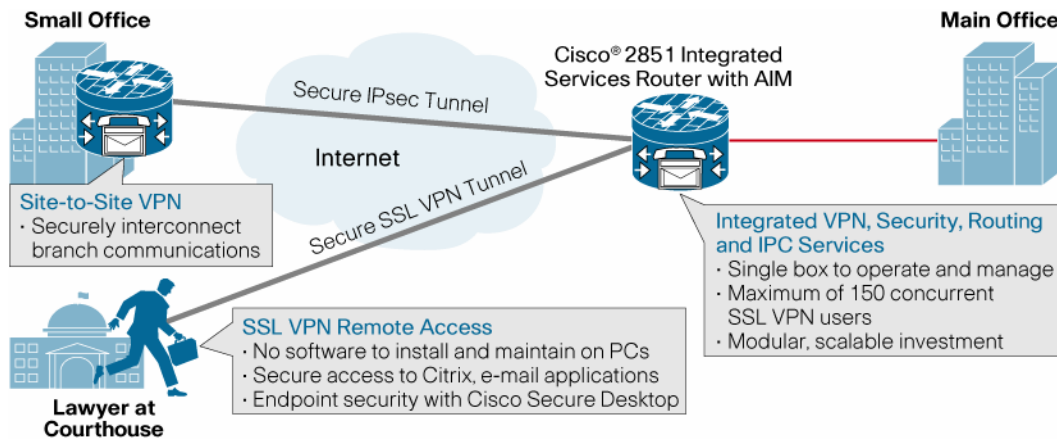 Small Office
Main Office
Cisco® 2851 Integrated
Services Router with AIM
Secure IPsec Tunnel
Internet
Secure SSL VPN Tunnel
Site-to-Site VPN
· Securely interconnect
branch communications
Integrated VPN, Security, Routing
and IPC Services
· Single box to operate and manage
· Maximum of 150 concurrent
SSL VPN users
· Modular, scalable investment
SSL VPN Remote Access
· No software to install and maintain on PCs
· Secure access to Citrix, e-mail applications
· Endpoint security with Cisco Secure Desktop
Lawyer at
Courthouse